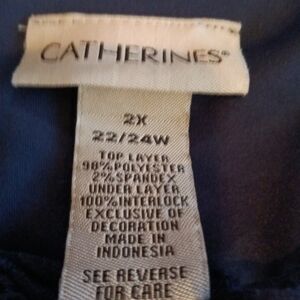 CATHERINES®
2X
22/24W
TOP LAYER
98%POLYESTER
2%SPANDEX
UNDER LAYER
100%INTERLOCK
EXCLUSIVE OF
DECORATION
MADE IN
INDONESIA
SEE REVERSE
FOR CARE